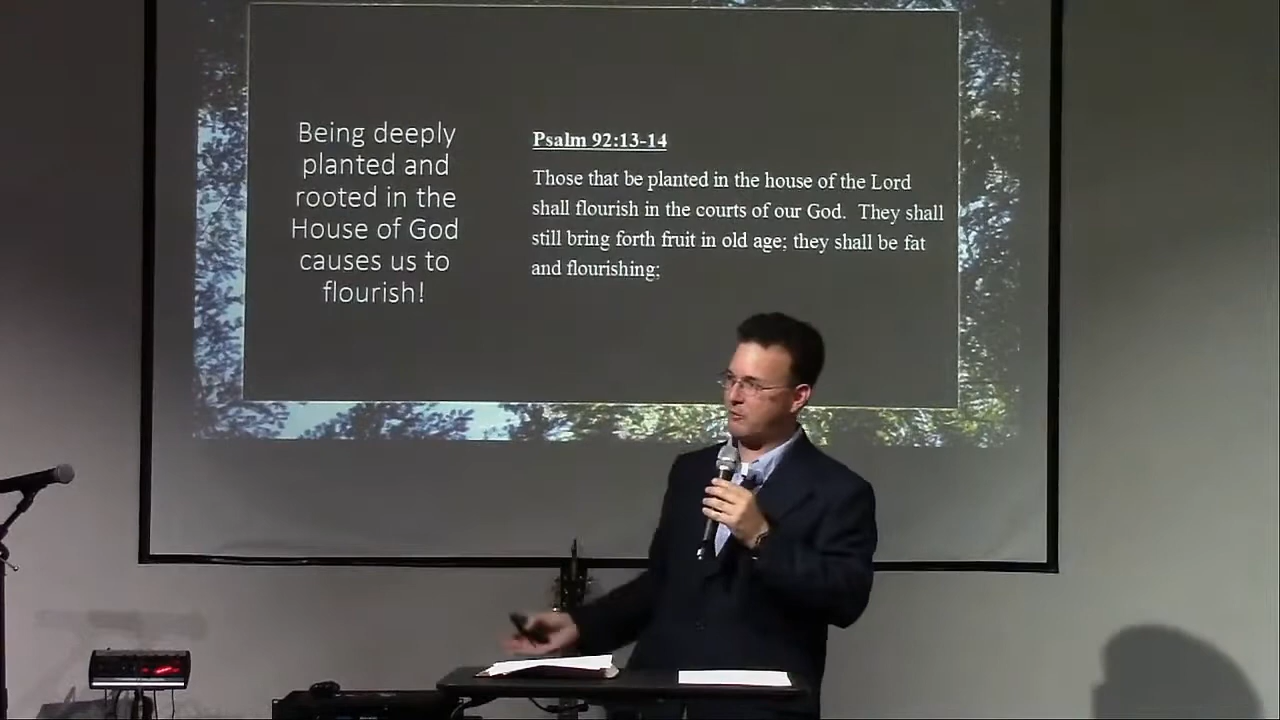 Being deeply
planted and
rooted in the
House of God
causes us to
flourish!
Psalm 92:13-14
Those that be planted in the house of the Lord
shall flourish in the courts of our God.  They shall
still bring forth fruit in old age; they shall be fat
and flourishing;